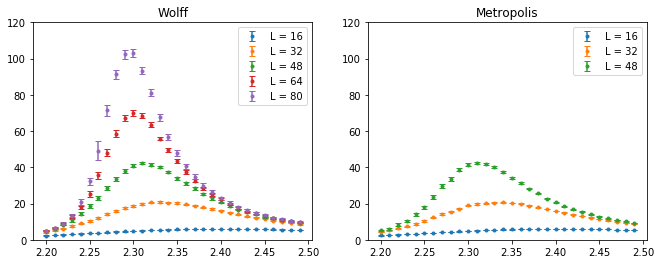 Wolff
120
100
80
60
40
20
0
2.20 2.25 2.30 2.35 2.40 2.45 2.50
L = 16
L = 32
L = 48
L = 64
L = 80
Metropolis
120
100
80
60
40
20
0
2.20 2.25 2.30 2.35 2.40 2.45 2.50
L = 16
L = 32
L = 48